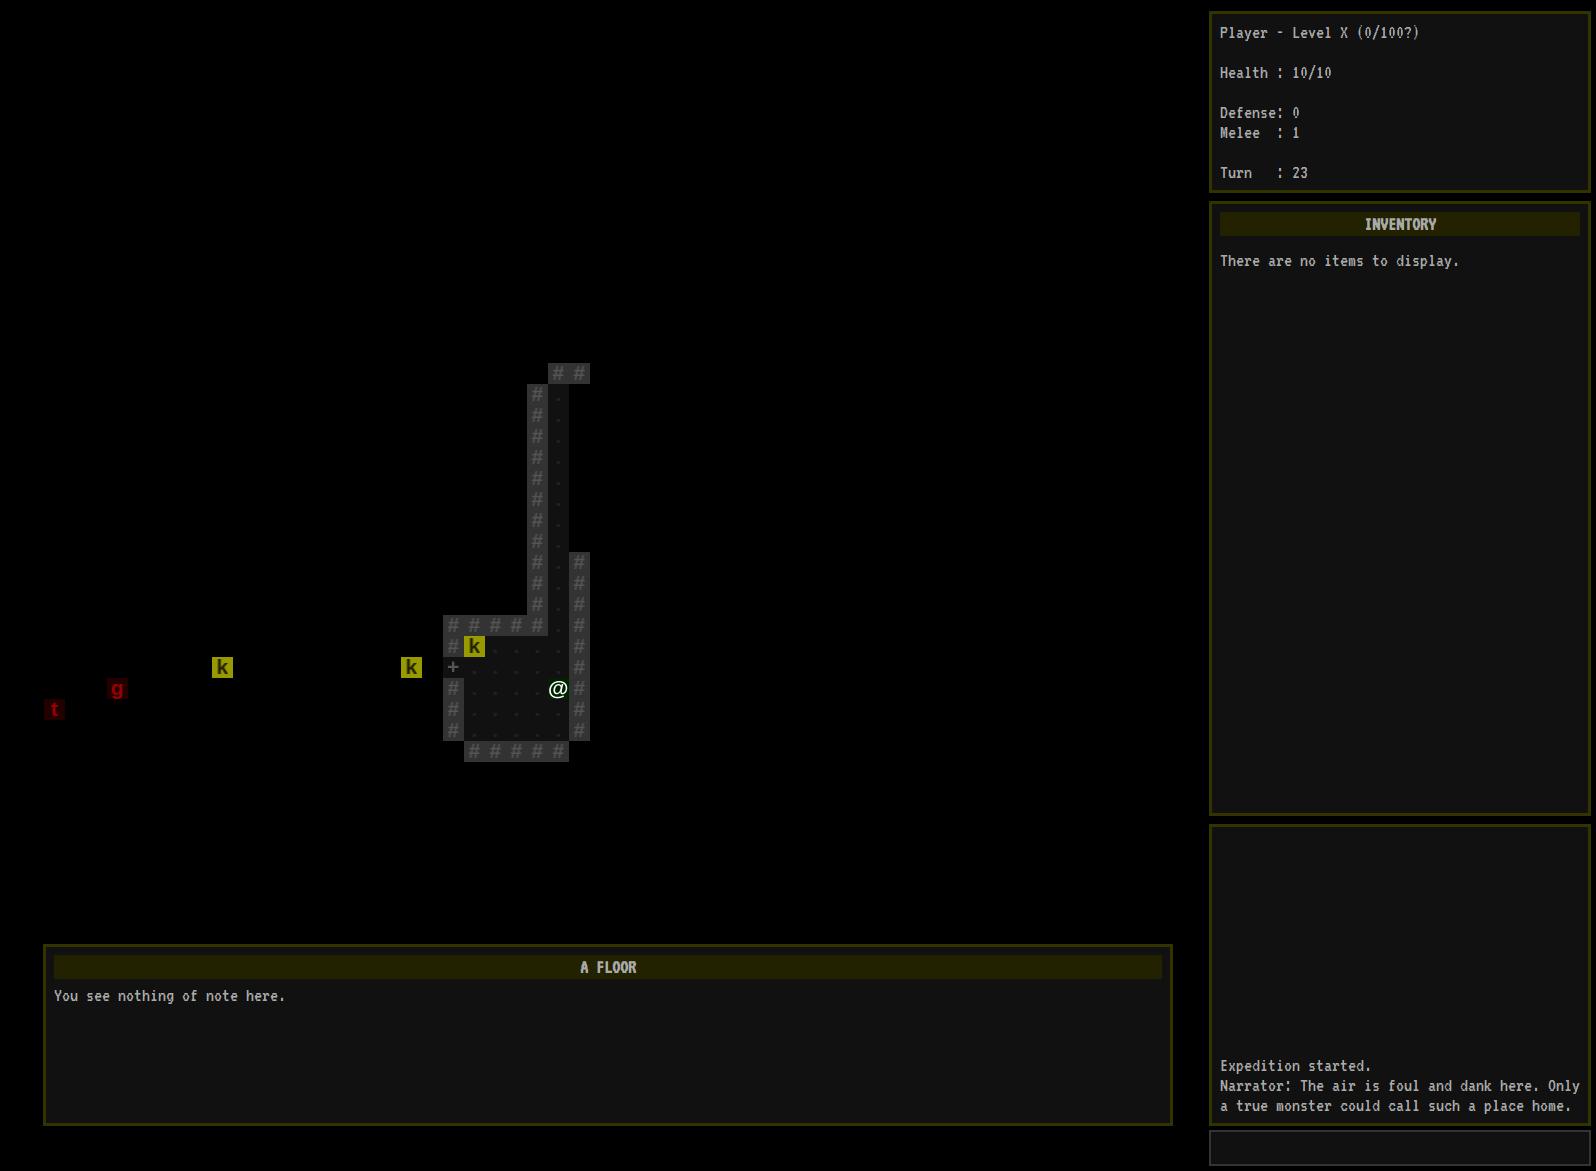 Player - Level X (0/100?)
Health : 10/10
Defense: 0
Melee  : 1
Turn   : 23
INVENTORY
There are no items to display.
# #
# .
# .
# .
# .
# .
# .
# .
# .
# . #
# . #
# . #
# # # # # . #
# k . . . . #
k k + . . . . . #
g # . . . . @ #
t # . . . . . #
# . . . . . #
# # # # #
A FLOOR
You see nothing of note here.
Expedition started.
Narrator: The air is foul and dank here. Only
a true monster could call such a place home.